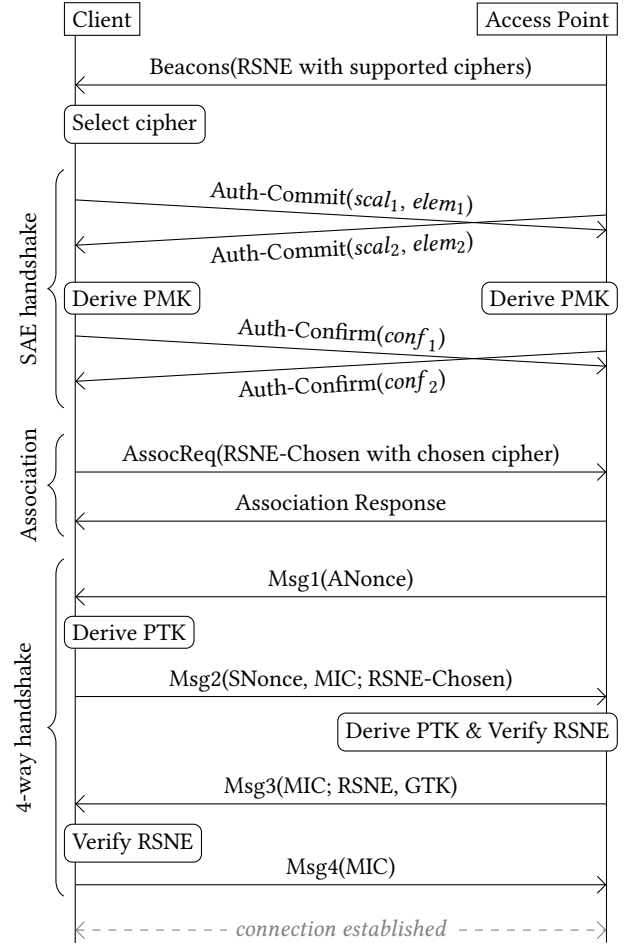 Client
Access Point
Beacons(RSNE with supported ciphers)
Select cipher
SAE handshake
Auth-Commit(scal₁, elem₁)
Auth-Commit(scal₂, elem₂)
Derive PMK
Derive PMK
Auth-Confirm(conf₁)
Auth-Confirm(conf₂)
Association
AssocReq(RSNE-Chosen with chosen cipher)
Association Response
4-way handshake
Msg1(ANonce)
Derive PTK
Msg2(SNonce, MIC; RSNE-Chosen)
Derive PTK & Verify RSNE
Msg3(MIC; RSNE, GTK)
Verify RSNE
Msg4(MIC)
connection established